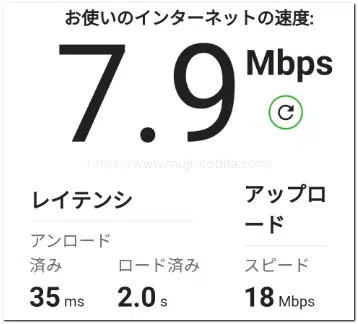 お使いのインターネットの速度:
7.9 Mbps
https://www.muji-nobita.com/
レイテンシ
アップロ
ード
アンロード
済み
ロード済み
スピード
35 ms
2.0 s
18 Mbps